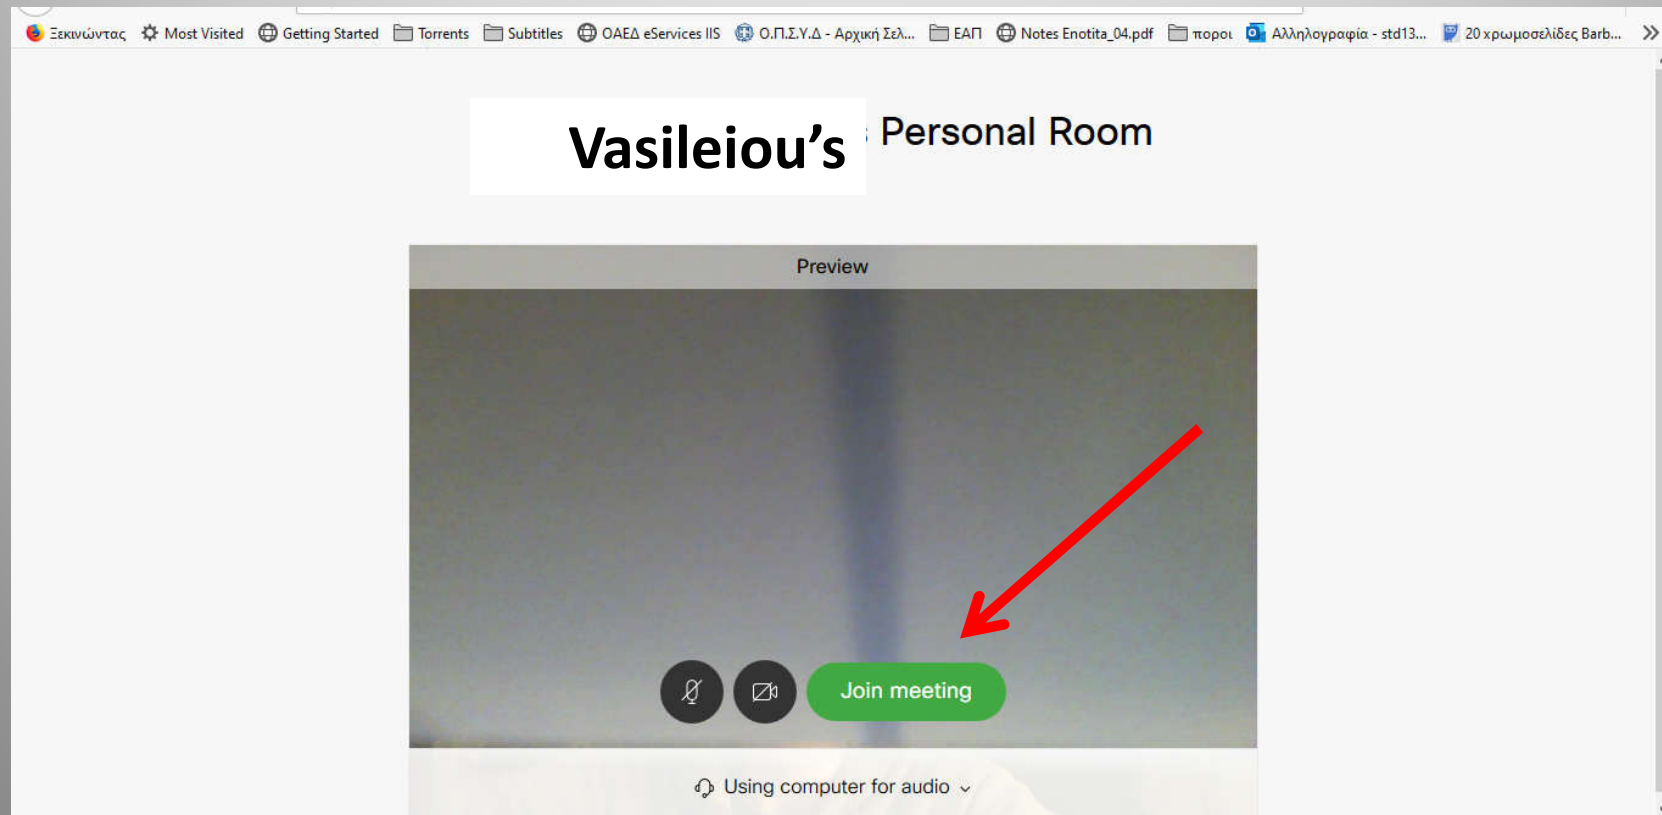 Ξεκινώντας Most Visited Getting Started Torrents Subtitles ΟΑΕΔ eServices IIS Ο.Π.Σ.Υ.Δ - Αρχική Σελ... ΕΑΠ Notes Enotita_04.pdf ποροι Αλληλογραφία - std13... 20 χρωμοσελίδες Barb...
Vasileiou’s Personal Room
Preview
Join meeting
Using computer for audio